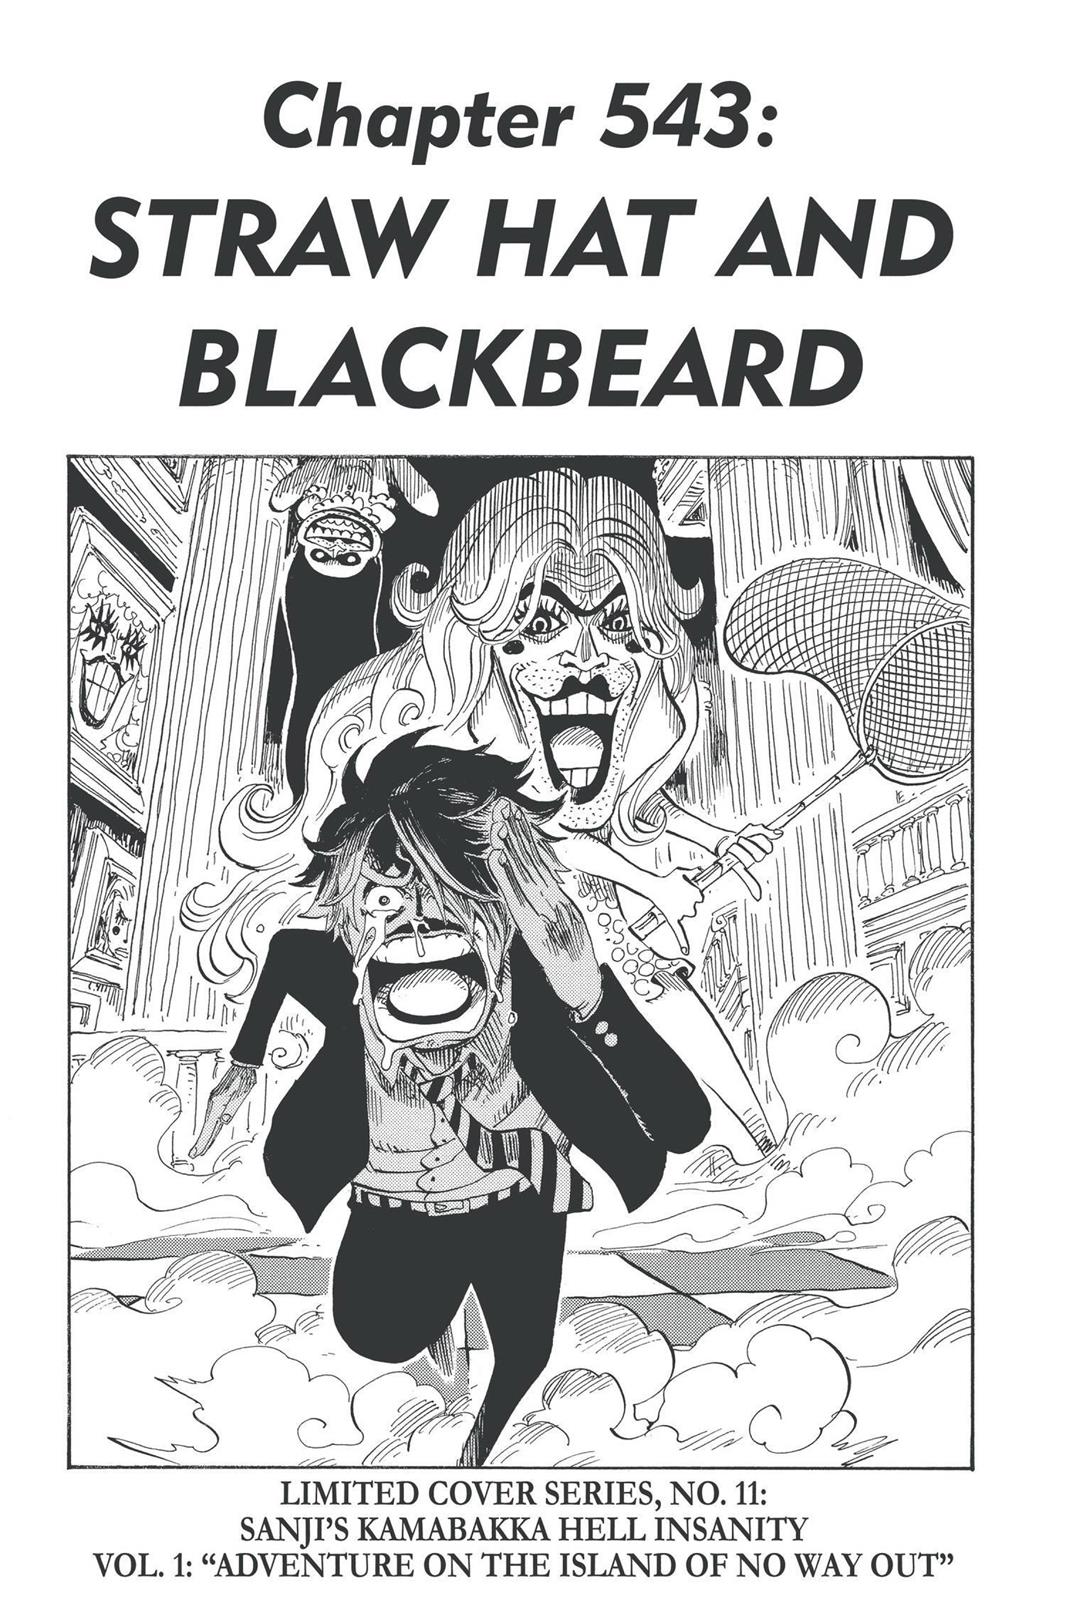 Chapter 543:
STRAW HAT AND
BLACKBEARD
LIMITED COVER SERIES, NO. 11:
SANJI'S KAMABAKKA HELL INSANITY
VOL. 1: “ADVENTURE ON THE ISLAND OF NO WAY OUT”